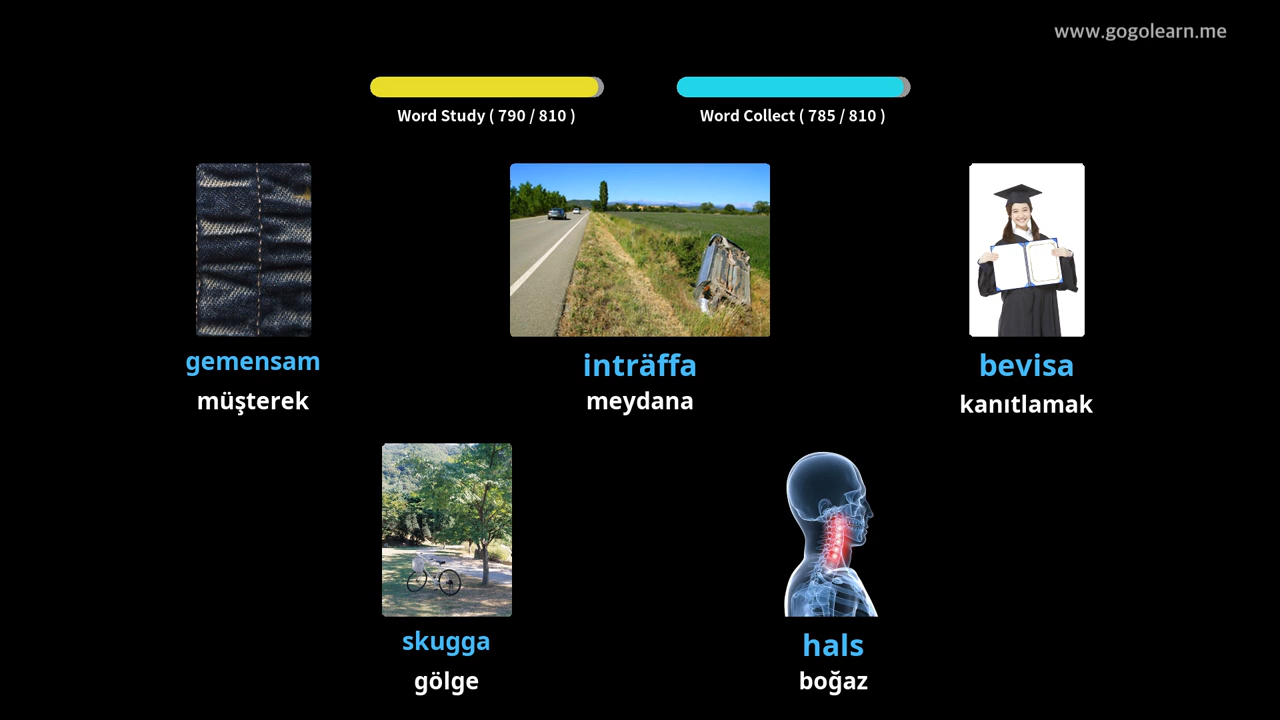 www.gogolearn.me
Word Study ( 790 / 810 )
Word Collect ( 785 / 810 )
gemensam
müşterek
inträffa
meydana
bevisa
kanıtlamak
skugga
gölge
hals
boğaz